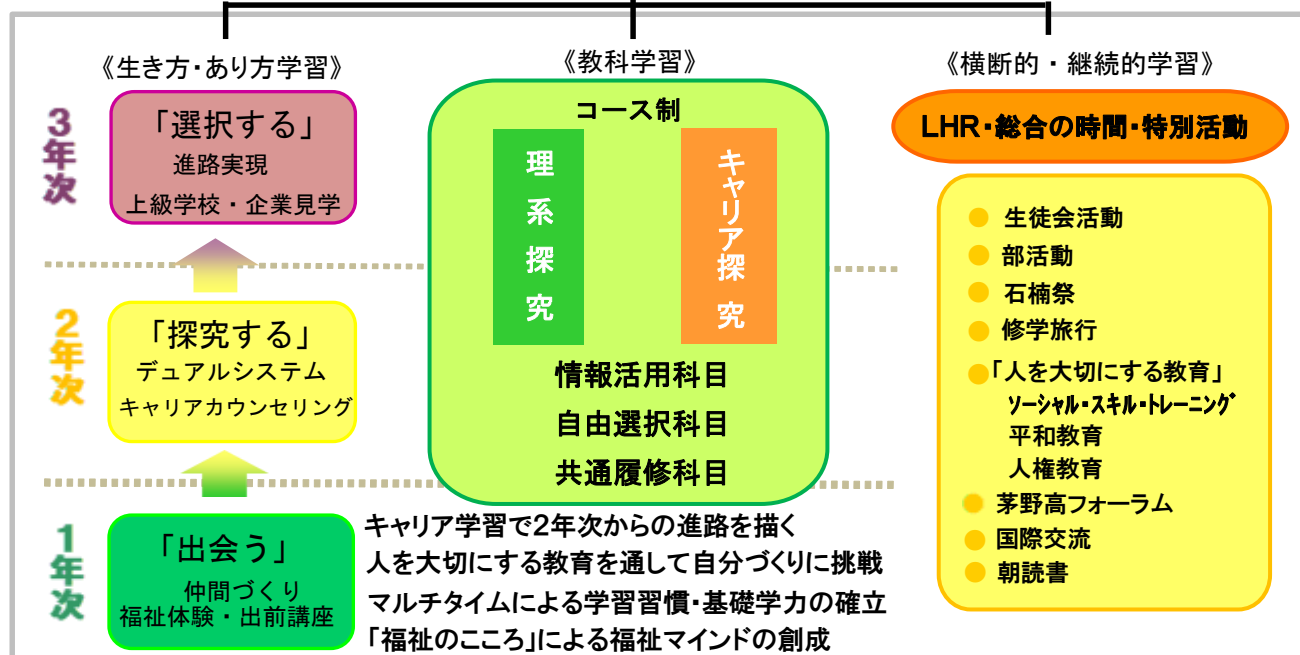 《生き方・あり方学習》
3年次
「選択する」
進路実現
上級学校・企業見学
2年次
「探究する」
デュアルシステム
キャリアカウンセリング
1年次
「出会う」
仲間づくり
福祉体験・出前講座
《教科学習》
コース制
理系探究
キャリア探究
情報活用科目
自由選択科目
共通履修科目
キャリア学習で2年次からの進路を描く
人を大切にする教育を通して自分づくりに挑戦
マルチタイムによる学習習慣・基礎学力の確立
「福祉のこころ」による福祉マインドの創成
《横断的・継続的学習》
LHR・総合の時間・特別活動
生徒会活動
部活動
石楠祭
修学旅行
「人を大切にする教育」
ソーシャル・スキル・トレーニング
平和教育
人権教育
茅野高フォーラム
国際交流
朝読書